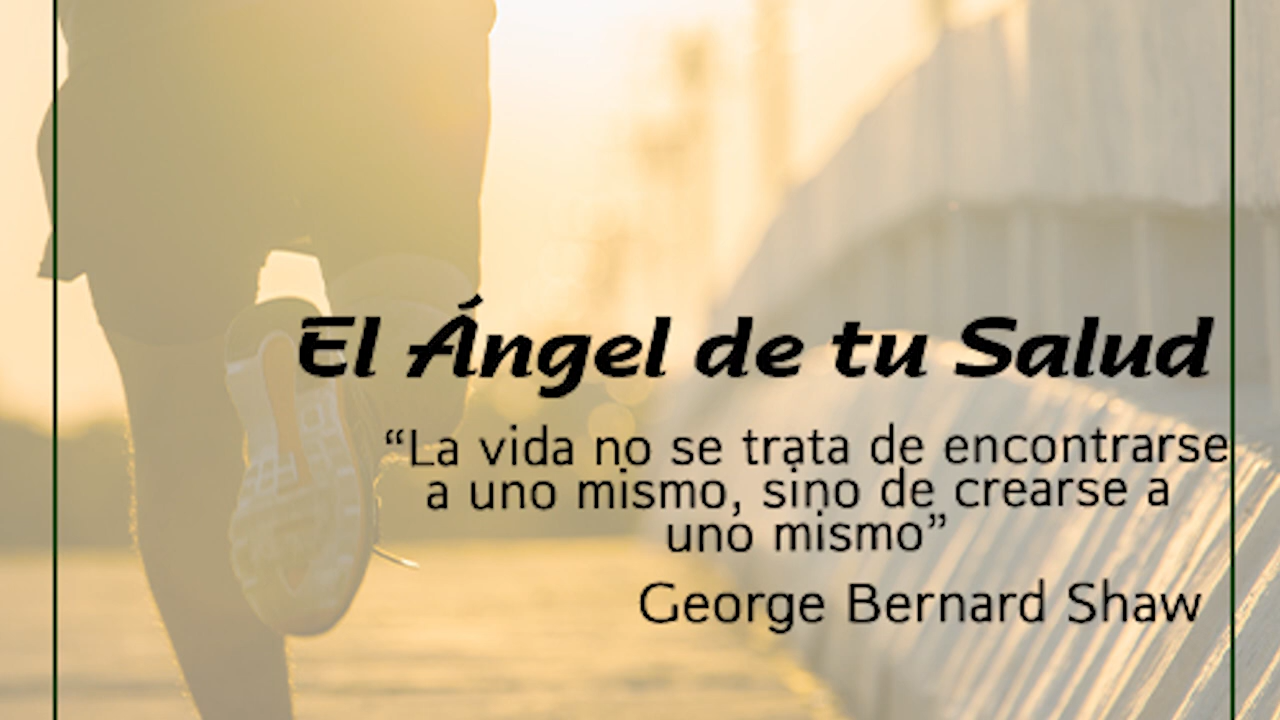 El Ángel de tu Salud
“La vida no se trata de encontrarse
a uno mismo, sino de crearse a
uno mismo”
George Bernard Shaw